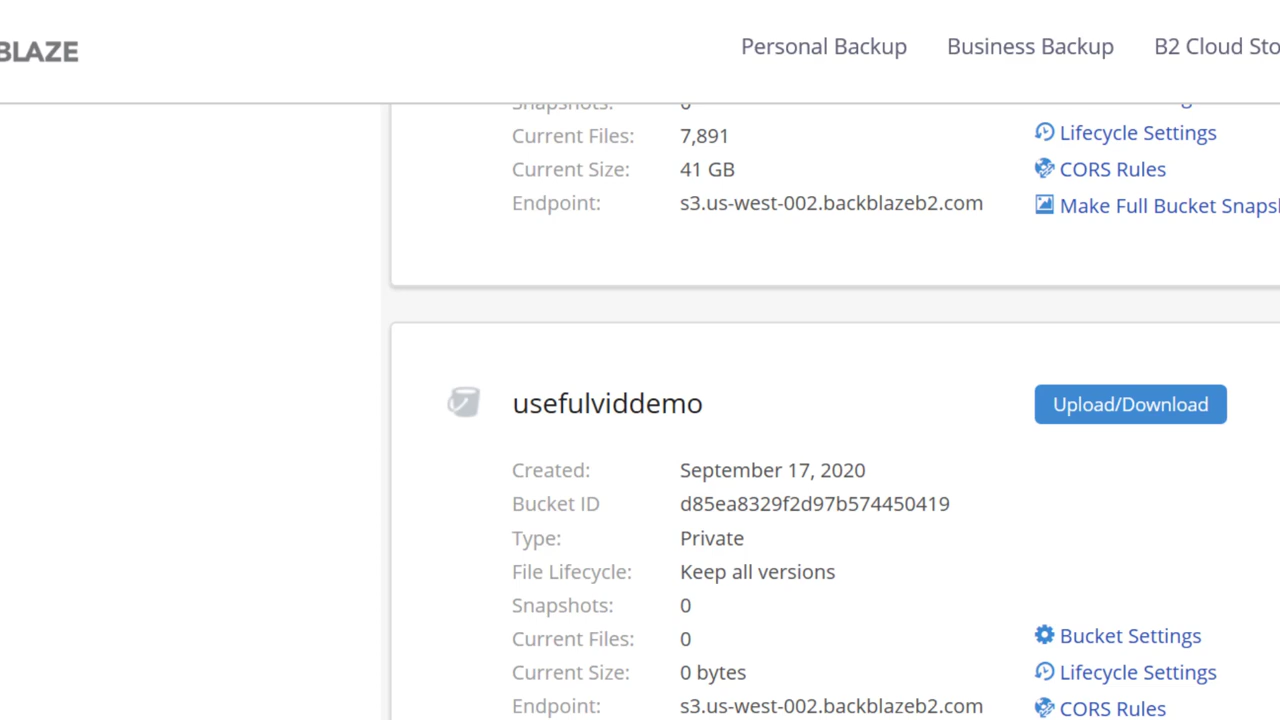 BLAZE
Personal Backup Business Backup B2 Cloud Sto
Snapshots: 0
Current Files: 7,891 Lifecycle Settings
Current Size: 41 GB CORS Rules
Endpoint: s3.us-west-002.backblazeb2.com Make Full Bucket Snaps
usefulviddemo Upload/Download
Created: September 17, 2020
Bucket ID d85ea8329f2d97b574450419
Type: Private
File Lifecycle: Keep all versions
Snapshots: 0
Current Files: 0 Bucket Settings
Current Size: 0 bytes Lifecycle Settings
Endpoint: s3.us-west-002.backblazeb2.com CORS Rules